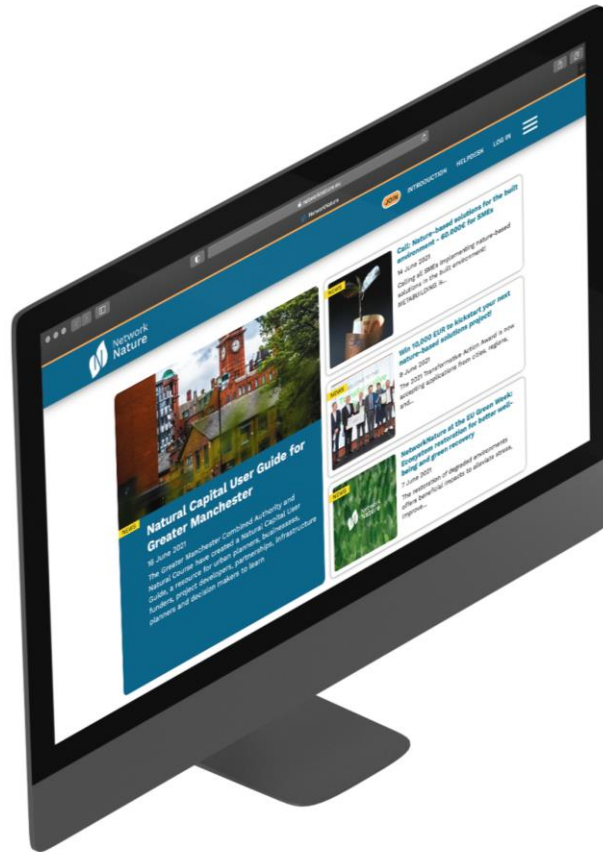 networknature.eu
NetworkNature
Network
Nature
JOIN
INTRODUCTION
HELPDESK
LOG IN
NEWS
Natural Capital User Guide for
Greater Manchester
16 June 2021
The Greater Manchester Combined Authority and
Natural Course have created a Natural Capital User
Guide, a resource for urban planners, businesses,
funders, project developers, partnerships, infrastructure
planners and decision makers to learn
NEWS
Call: Nature-based solutions for the built
environment - 60.000€ for SMEs
14 June 2021
Calling all SMEs implementing nature-based
solutions in the built environment!
METABUILDING is...
NEWS
Win 10,000 EUR to kickstart your next
nature-based solutions project!
9 June 2021
The 2021 Transformative Action Award is now
accepting applications from cities, regions,
and...
NEWS
Network
Nature
NetworkNature at the EU Green Week:
Ecosystem restoration for better well-
being and green recovery
7 June 2021
The restoration of degraded environments
offers beneficial impacts to alleviate stress,
improve...